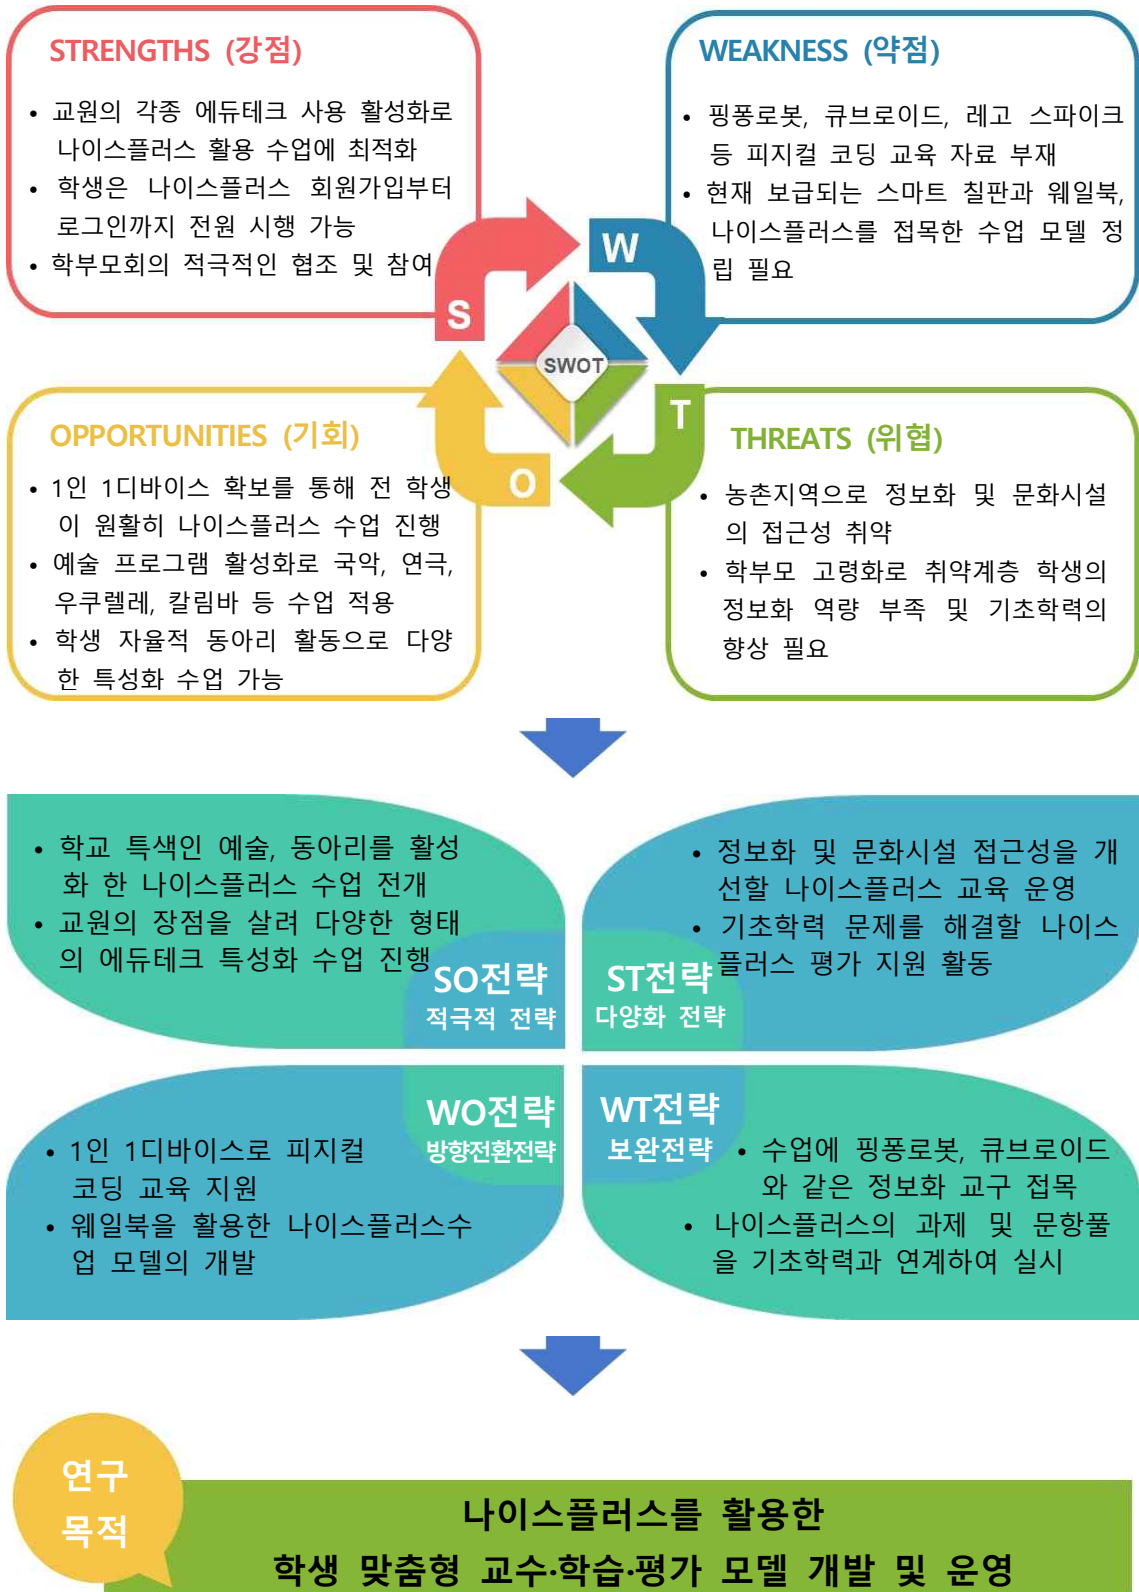 STRENGTHS (강점)
• 교원의 각종 에듀테크 사용 활성화로
나이스플러스 활용 수업에 최적화
• 학생은 나이스플러스 회원가입부터
로그인까지 전원 시행 가능
• 학부모회의 적극적인 협조 및 참여
WEAKNESS (약점)
• 핑퐁로봇, 큐브로이드, 레고 스파이크
등 피지컬 코딩 교육 자료 부재
• 현재 보급되는 스마트 칠판과 웨일북,
나이스플러스를 접목한 수업 모델 정
립 필요
S
W
SWOT
T
O
OPPORTUNITIES (기회)
• 1인 1디바이스 확보를 통해 전 학생
이 원활히 나이스플러스 수업 진행
• 예술 프로그램 활성화로 국악, 연극,
우쿠렐레, 칼림바 등 수업 적용
• 학생 자율적 동아리 활동으로 다양
한 특성화 수업 가능
THREATS (위협)
• 농촌지역으로 정보화 및 문화시설
의 접근성 취약
• 학부모 고령화로 취약계층 학생의
정보화 역량 부족 및 기초학력의
향상 필요
• 학교 특색인 예술, 동아리를 활성
화 한 나이스플러스 수업 전개
• 교원의 장점을 살려 다양한 형태
의 에듀테크 특성화 수업 진행
SO전략
적극적 전략
• 정보화 및 문화시설 접근성을 개
선할 나이스플러스 교육 운영
• 기초학력 문제를 해결할 나이스
플러스 평가 지원 활동
ST전략
다양화 전략
WO전략
방향전환전략
• 1인 1디바이스로 피지컬
코딩 교육 지원
• 웨일북을 활용한 나이스플러스수
업 모델의 개발
WT전략
보완전략
• 수업에 핑퐁로봇, 큐브로이드
와 같은 정보화 교구 접목
• 나이스플러스의 과제 및 문항풀
을 기초학력과 연계하여 실시
연구
목적
나이스플러스를 활용한
학생 맞춤형 교수·학습·평가 모델 개발 및 운영